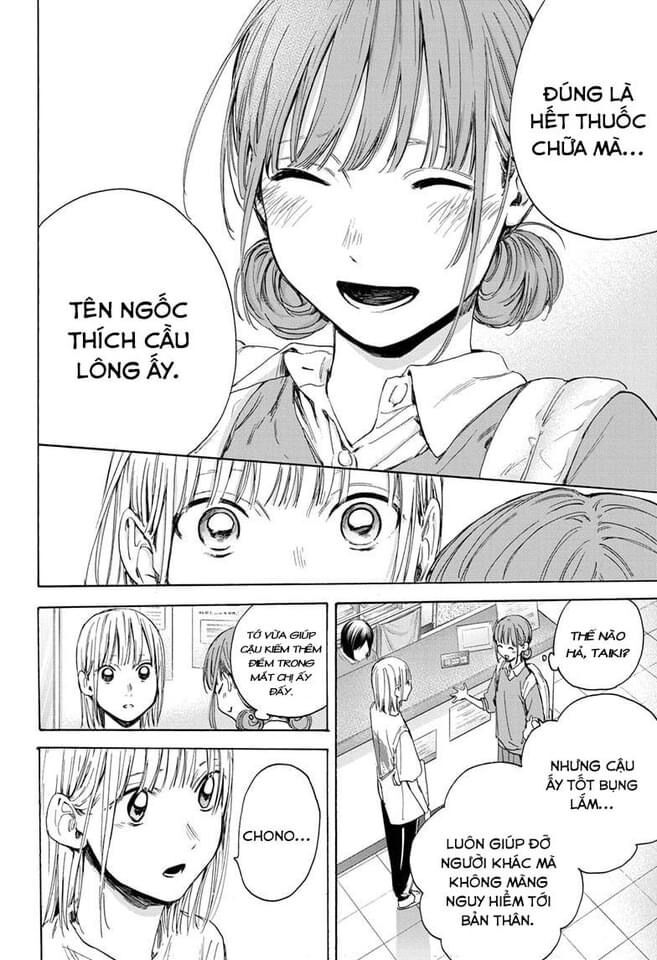 ĐÚNG LÀ
HẾT THUỐC
CHỮA MÀ...
TÊN NGỐC
THÍCH CẦU
LÔNG ẤY.
THẾ NÀO
HẢ, TAIKI?
NHƯNG CẬU
ẤY TỐT BỤNG
LẮM...
LUÔN GIÚP ĐỠ
NGƯỜI KHÁC MÀ
KHÔNG MÀNG
NGUY HIỂM TỚI
BẢN THÂN.
TỚ VỪA GIÚP
CẬU KIẾM THÊM
ĐIỂM TRONG
MẮT CHỊ ẤY
ĐẤY.
CHONO...